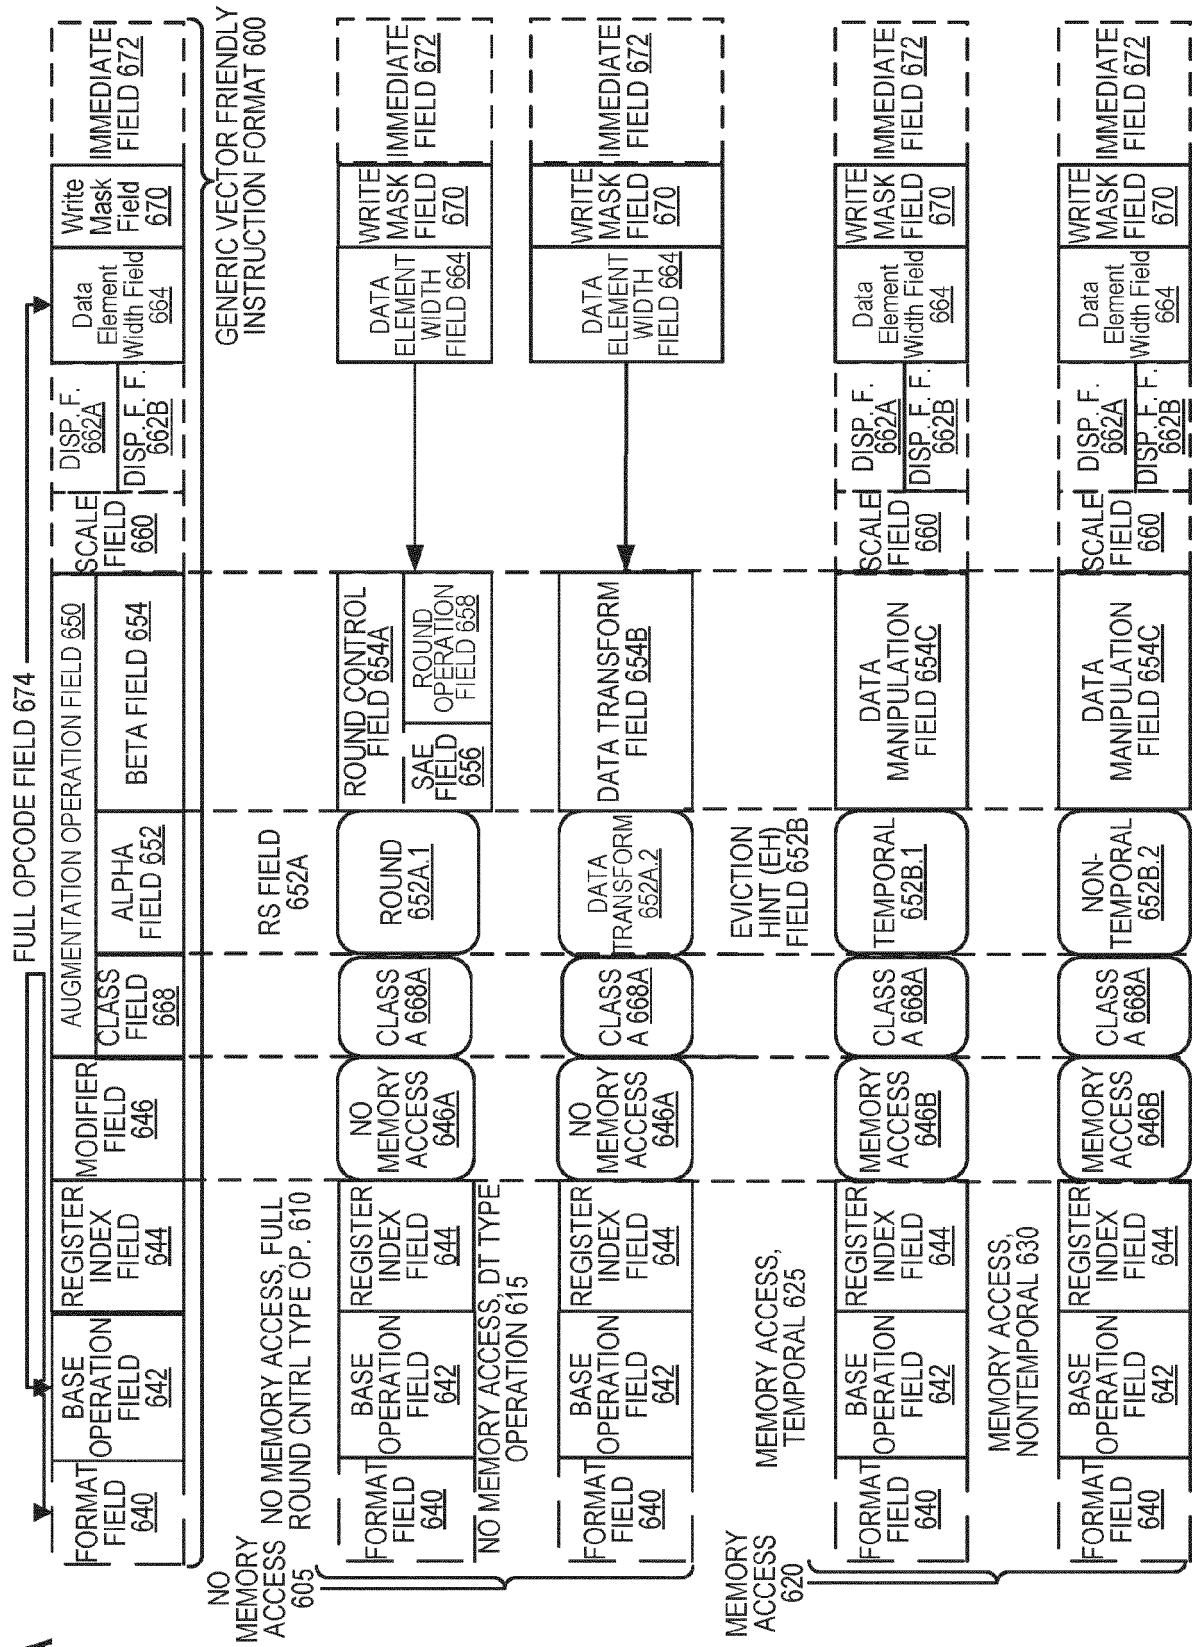 FULL OPCODE FIELD 674
FORMAT
FIELD
640
BASE
OPERATION
FIELD
642
REGISTER
INDEX
FIELD
644
MODIFIER
FIELD
646
AUGMENTATION OPERATION FIELD 650
CLASS
FIELD
668
ALPHA
FIELD 652
BETA FIELD 654
SCALE
FIELD
660
DISP. F.
662A
DISP. F. F.
662B
Data
Element
Width Field
664
Write
Mask
Field
670
IMMEDIATE
FIELD 672
GENERIC VECTOR FRIENDLY
INSTRUCTION FORMAT 600
NO
MEMORY
ACCESS
605
NO MEMORY ACCESS, FULL
ROUND CNTRL TYPE OP. 610
RS FIELD
652A
FORMAT
FIELD
640
BASE
OPERATION
FIELD
642
REGISTER
INDEX
FIELD
644
NO
MEMORY
ACCESS
646A
CLASS
A 668A
ROUND
652A.1
ROUND CONTROL
FIELD 654A
SAE
FIELD
656
ROUND
OPERATION
FIELD 658
DATA
ELEMENT
WIDTH
FIELD 664
WRITE
MASK
FIELD
670
IMMEDIATE
FIELD 672
NO MEMORY ACCESS, DT TYPE
OPERATION 615
FORMAT
FIELD
640
BASE
OPERATION
FIELD
642
REGISTER
INDEX
FIELD
644
NO
MEMORY
ACCESS
646A
CLASS
A 668A
DATA
TRANSFORM
652A.2
DATA TRANSFORM
FIELD 654B
DATA
ELEMENT
WIDTH
FIELD 664
WRITE
MASK
FIELD
670
IMMEDIATE
FIELD 672
MEMORY
ACCESS
620
MEMORY ACCESS,
TEMPORAL 625
EVICTION
HINT (EH)
FIELD 652B
FORMAT
FIELD
640
BASE
OPERATION
FIELD
642
REGISTER
INDEX
FIELD
644
MEMORY
ACCESS
646B
CLASS
A 668A
TEMPORAL
652B.1
DATA
MANIPULATION
FIELD 654C
SCALE
FIELD
660
DISP. F.
662A
DISP. F. F.
662B
Data
Element
Width Field
664
WRITE
MASK
FIELD
670
IMMEDIATE
FIELD 672
MEMORY ACCESS,
NONTEMPORAL 630
FORMAT
FIELD
640
BASE
OPERATION
FIELD
642
REGISTER
INDEX
FIELD
644
MEMORY
ACCESS
646B
CLASS
A 668A
NON-
TEMPORAL
652B.2
DATA
MANIPULATION
FIELD 654C
SCALE
FIELD
660
DISP. F.
662A
DISP. F. F.
662B
Data
Element
Width Field
664
WRITE
MASK
FIELD
670
IMMEDIATE
FIELD 672